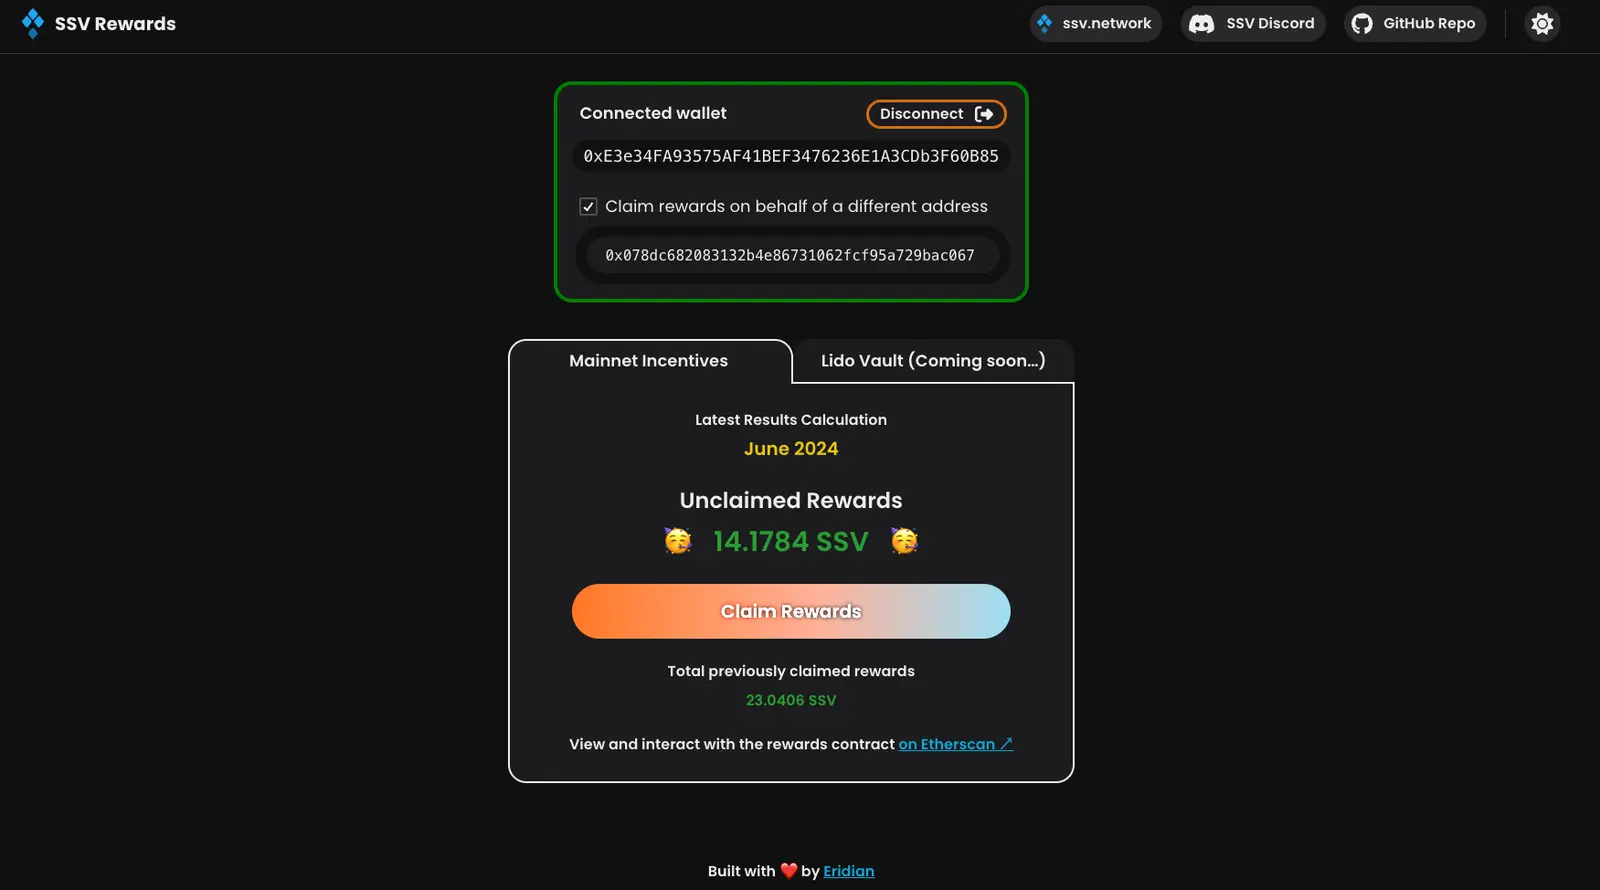 SSV Rewards
ssv.network
SSV Discord
GitHub Repo
Connected wallet
Disconnect
0xE3e34FA93575AF41BEF3476236E1A3CDb3F60B85
Claim rewards on behalf of a different address
0x078dc682083132b4e86731062fcf95a729bac067
Mainnet Incentives
Lido Vault (Coming soon...)
Latest Results Calculation
June 2024
Unclaimed Rewards
🥳 14.1784 SSV 🥳
Claim Rewards
Total previously claimed rewards
23.0406 SSV
View and interact with the rewards contract on Etherscan ↗
Built with ❤️ by Eridian